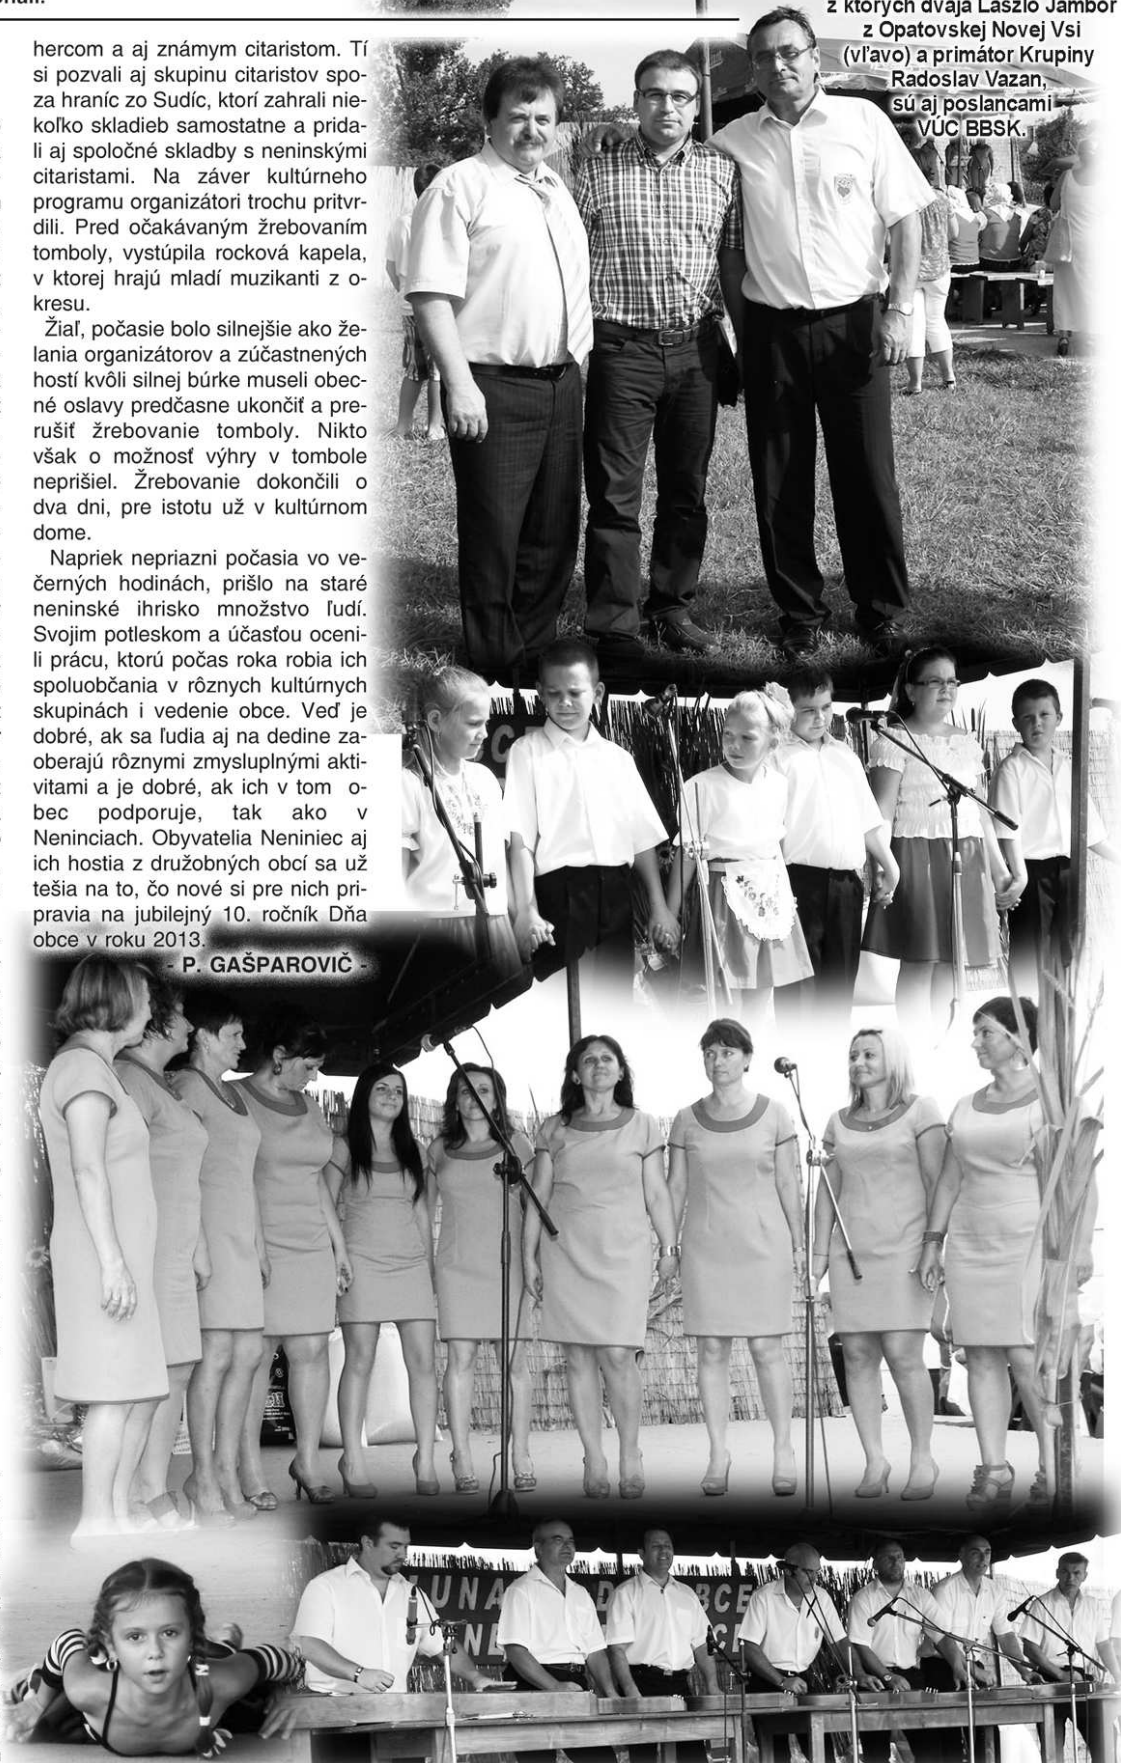 z ktorých dvaja László Jámbor
z Opatovskej Novej Vsi
(vľavo) a primátor Krupiny
Radoslav Vazan,
sú aj poslancami
VÚC BBSK.
hercom a aj známym citaristom. Tí
si pozvali aj skupinu citaristov spo-
za hraníc zo Sudíc, ktorí zahrali nie-
koľko skladieb samostatne a prida-
li aj spoločné skladby s neninskými
citaristami. Na záver kultúrneho
programu organizátori trochu pritvr-
dili. Pred očakávaným žrebovaním
tomboly, vystúpila rocková kapela,
v ktorej hrajú mladí muzikanti z o-
kresu.
Žiaľ, počasie bolo silnejšie ako že-
lania organizátorov a zúčastnených
hostí kvôli silnej búrke museli obec-
né oslavy predčasne ukončiť a pre-
rušiť žrebovanie tomboly. Nikto
však o možnosť výhry v tombole
neprišiel. Žrebovanie dokončili o
dva dni, pre istotu už v kultúrnom
dome.
Napriek nepriazni počasia vo ve-
černých hodinách, prišlo na staré
neninské ihrisko množstvo ľudí.
Svojim potleskom a účasťou oceni-
li prácu, ktorú počas roka robia ich
spoluobčania v rôznych kultúrnych
skupinách i vedenie obce. Veď je
dobré, ak sa ľudia aj na dedine za-
oberajú rôznymi zmysluplnými akti-
vitami a je dobré, ak ich v tom o-
bec podporuje, tak ako v
Neninciach. Obyvatelia Neniniec aj
ich hostia z družobných obcí sa už
tešia na to, čo nové si pre nich pri-
pravia na jubilejný 10. ročník Dňa
obce v roku 2013.
- P. GAŠPAROVIČ -